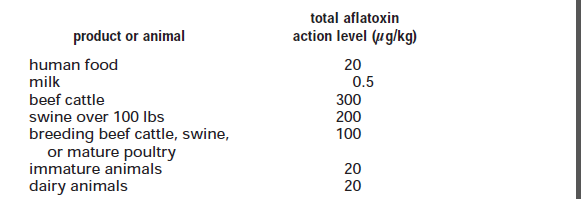 total aflatoxin
product or animal action level (µg/kg)
human food 20
milk 0.5
beef cattle 300
swine over 100 lbs 200
breeding beef cattle, swine, 100
or mature poultry
immature animals 20
dairy animals 20